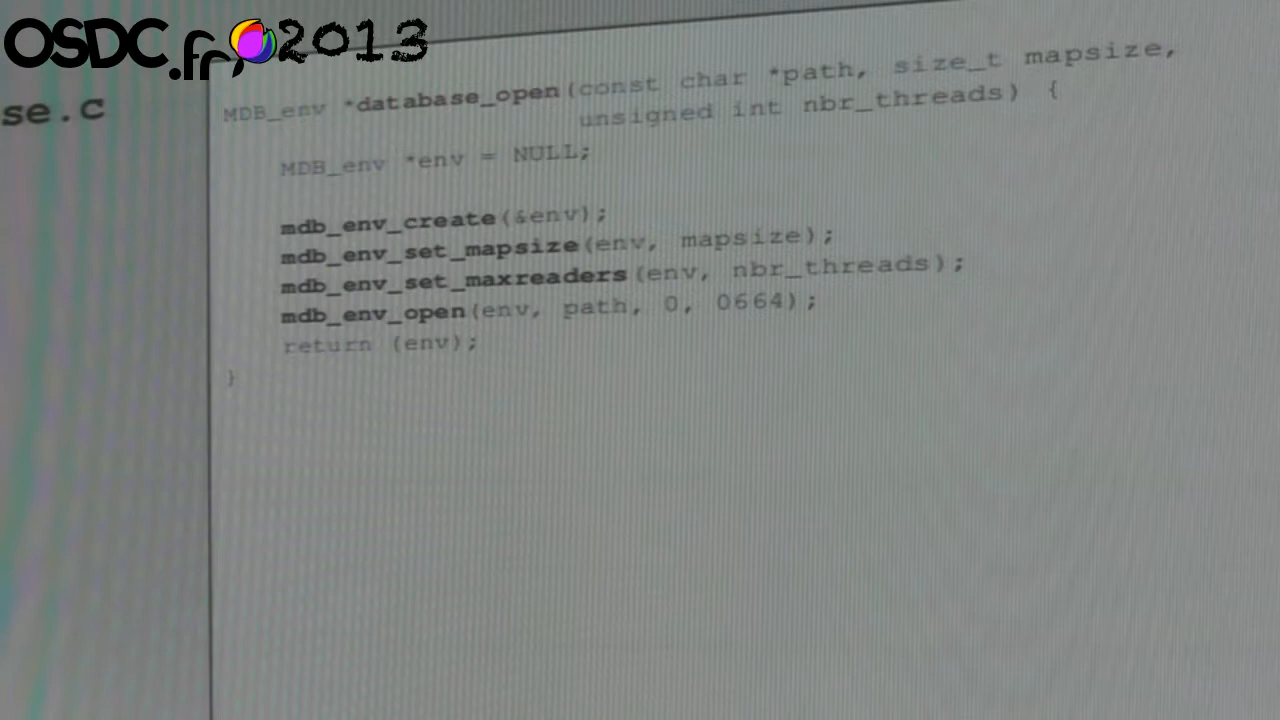 OSDC.fr 2013
se.c
MDB_env *database_open(const char *path, size_t mapsize,
unsigned int nbr_threads) {
MDB_env *env = NULL;
mdb_env_create(&env);
mdb_env_set_mapsize(env, mapsize);
mdb_env_set_maxreaders(env, nbr_threads);
mdb_env_open(env, path, 0, 0664);
return (env);
}